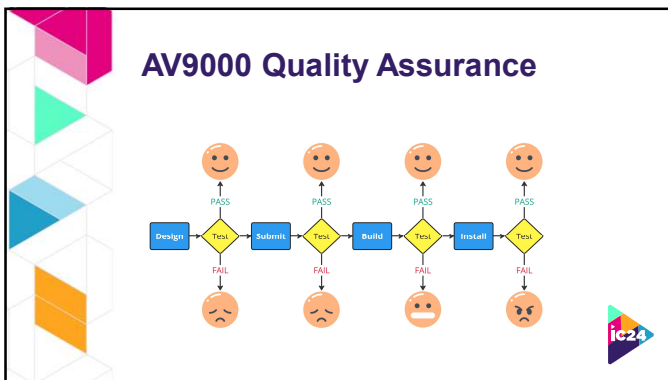 AV9000 Quality Assurance
PASS PASS PASS PASS
Design Test Submit Test Build Test Install Test
FAIL FAIL FAIL FAIL
ic24